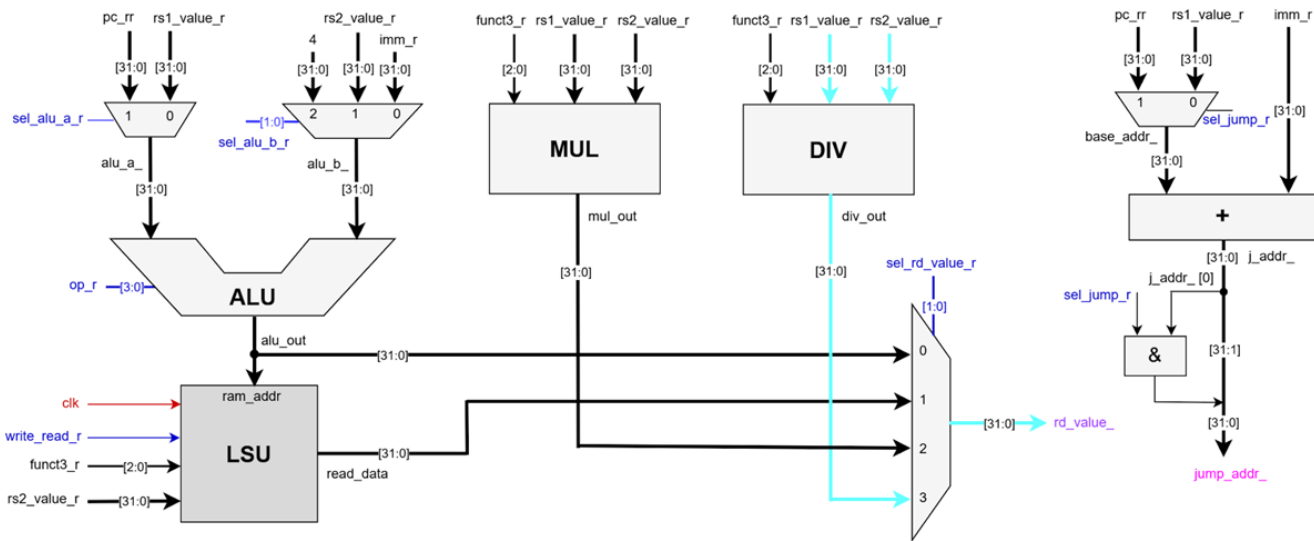 pc_rr rs1_value_r
[31:0] [31:0]
1 0
sel_alu_a_r
alu_a_
[31:0]
rs2_value_r
4 imm_r
[31:0] [31:0] [31:0]
2 1 0
[1:0]
sel_alu_b_r
alu_b_
[31:0]
op_r [3:0]
ALU
alu_out
[31:0]
clk
write_read_r
funct3_r [2:0]
rs2_value_r [31:0]
ram_addr
LSU
[31:0]
read_data
funct3_r rs1_value_r rs2_value_r
[2:0] [31:0] [31:0]
MUL
mul_out
[31:0]
funct3_r rs1_value_r rs2_value_r
[2:0] [31:0] [31:0]
DIV
div_out
[31:0]
sel_rd_value_r
[1:0]
0
1
2
3
[31:0] rd_value_
pc_rr rs1_value_r imm_r
[31:0] [31:0]
1 0
[31:0]
sel_jump_r
base_addr_
[31:0]
+
[31:0] j_addr_
j_addr_ [0]
sel_jump_r
&
[31:1]
[31:0]
jump_addr_